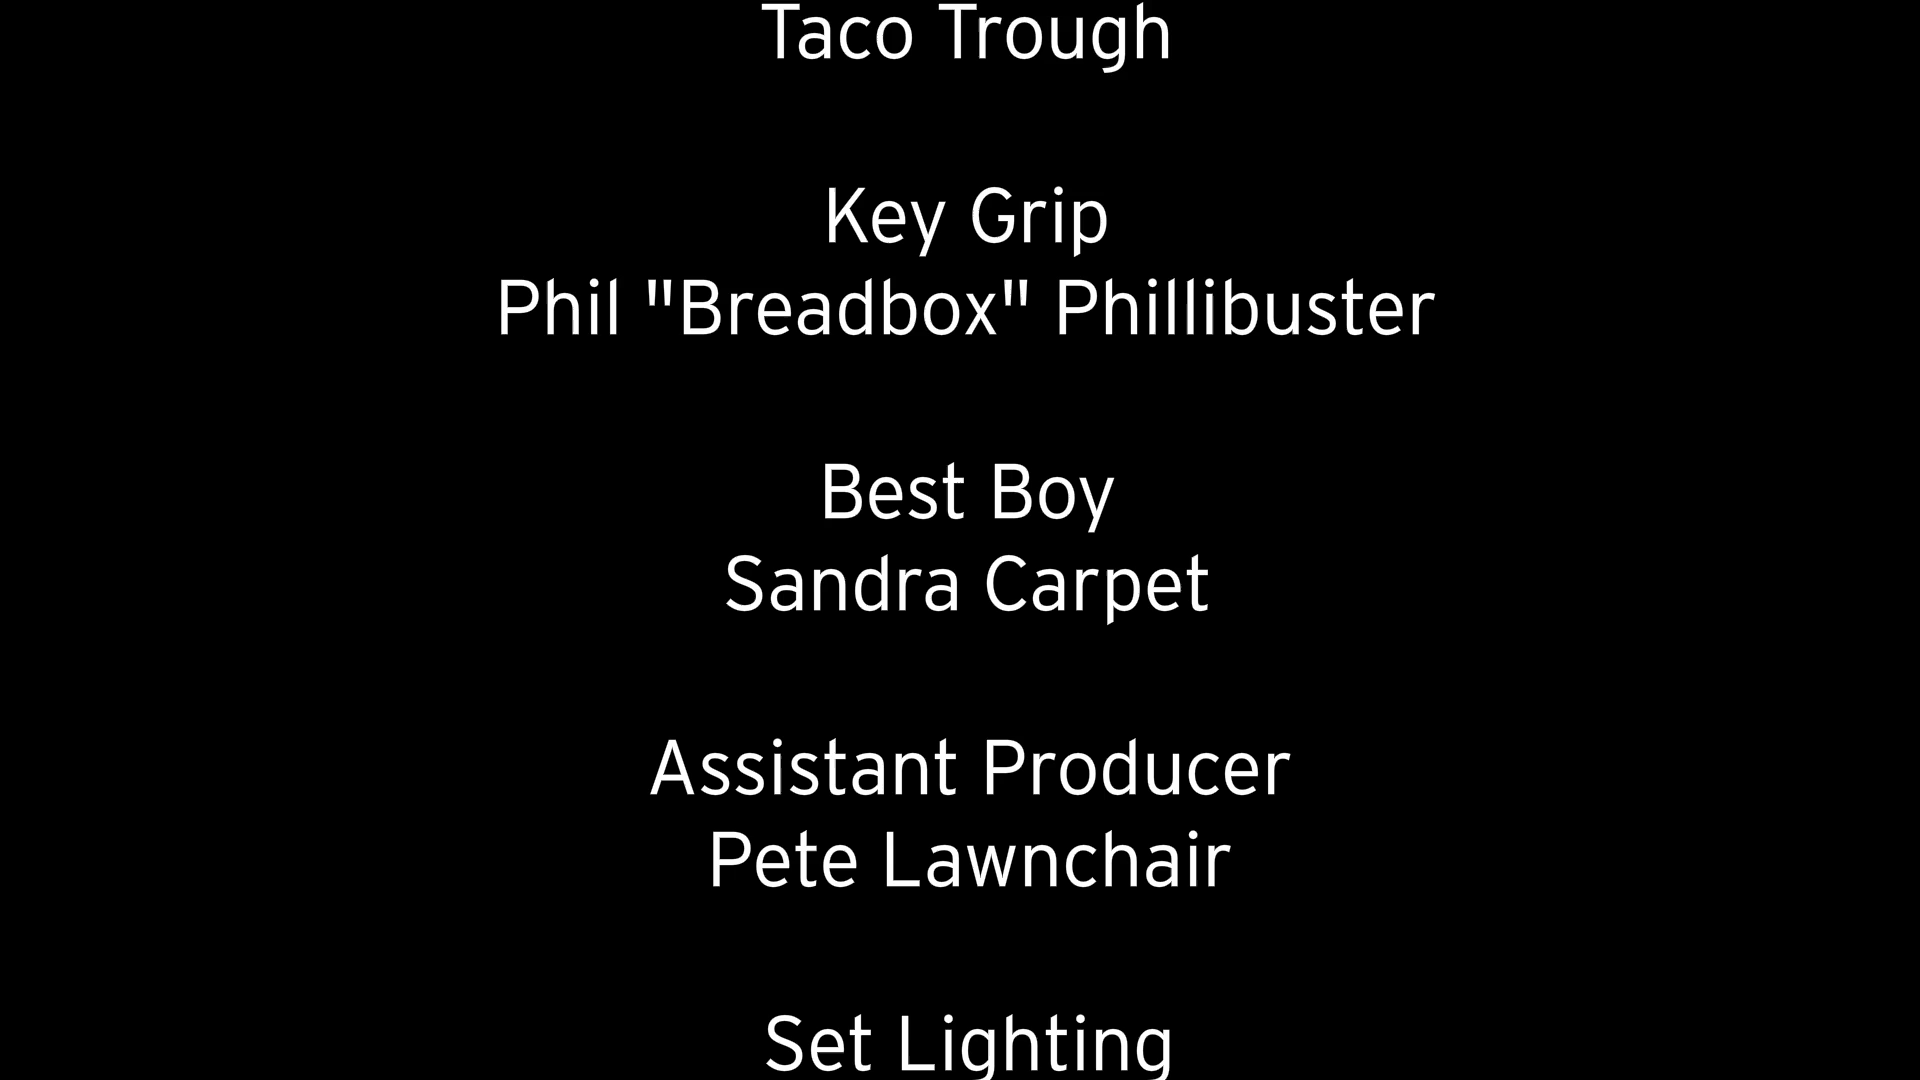 Taco Trough
Key Grip
Phil "Breadbox" Phillibuster
Best Boy
Sandra Carpet
Assistant Producer
Pete Lawnchair
Set Lighting